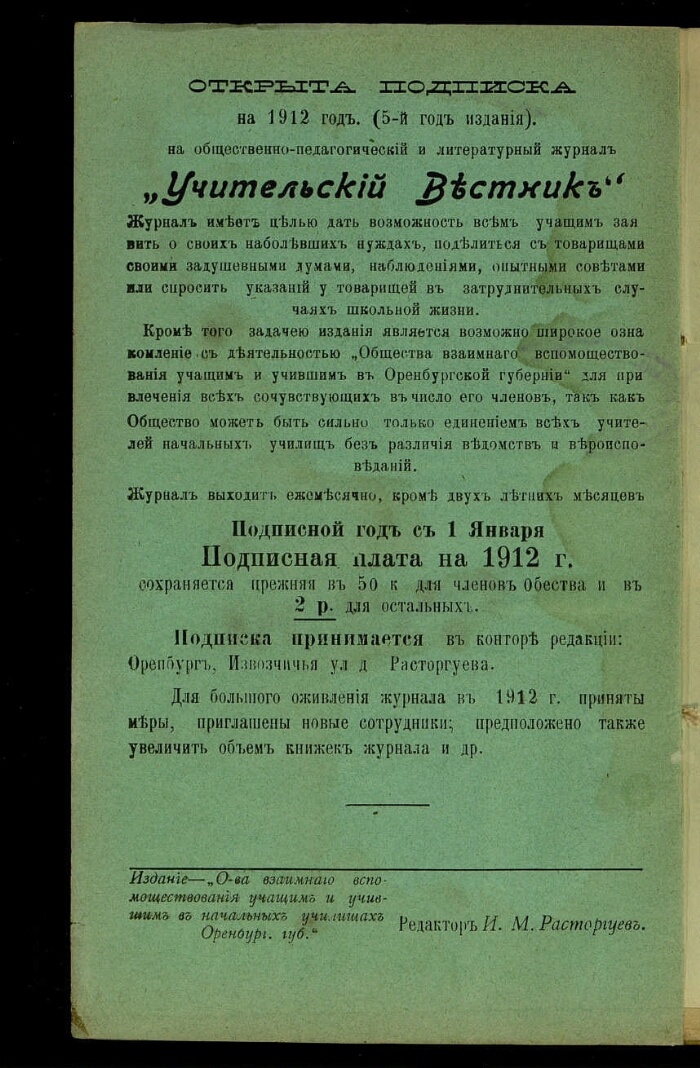 ОТКРЫТА ПОДПИСКА
на 1912 годъ. (5-й годъ изданія).
на общественно-педагогическій и литературный журналъ
„Учительскій Вѣстникъ“
Журналъ имѣетъ цѣлью дать возможность всѣмъ учащимъ зая
вить о своихъ наболѣвшихъ нуждахъ, подѣлиться съ товарищами
своими задушевными думами, наблюденіями, опытными совѣтами
или спросить указаній у товарищей въ затруднительныхъ слу-
чаяхъ школьной жизни.
Кромѣ того задачею изданія является возможно широкое озна
комленіе съ дѣятельностью „Общества взаимнаго вспомоществo-
ванія учащимъ и учившимъ въ Оренбургской губерніи“ для при
влеченія всѣхъ сочувствующихъ въ число его членовъ, такъ какъ
Общество можетъ быть сильно только единеніемъ всѣхъ учите-
лей начальныхъ училищъ безъ различія вѣдомствъ и вѣроиспо-
вѣданій.
Журналъ выходитъ ежемѣсячно, кромѣ двухъ лѣтнихъ мѣсяцевъ
Подписной годъ съ 1 Января
Подписная плата на 1912 г.
сохраняется прежняя въ 50 к для членовъ Обества и въ
2 р. для остальныхъ.
Подписка принимается въ конторѣ редакціи:
Оренбургъ, Извозчичья ул д Расторгуева.
Для большого оживленія журнала въ 1912 г. приняты
мѣры, приглашены новые сотрудники; предположено также
увеличить объемъ книжекъ журнала и др.
Изданіе—„О-ва взаимнаго вспо-
моществованія учащимъ и учив-
шимъ въ начальныхъ училищахъ
Оренбург. губ.“
Редакторъ И. М. Расторгуевъ.